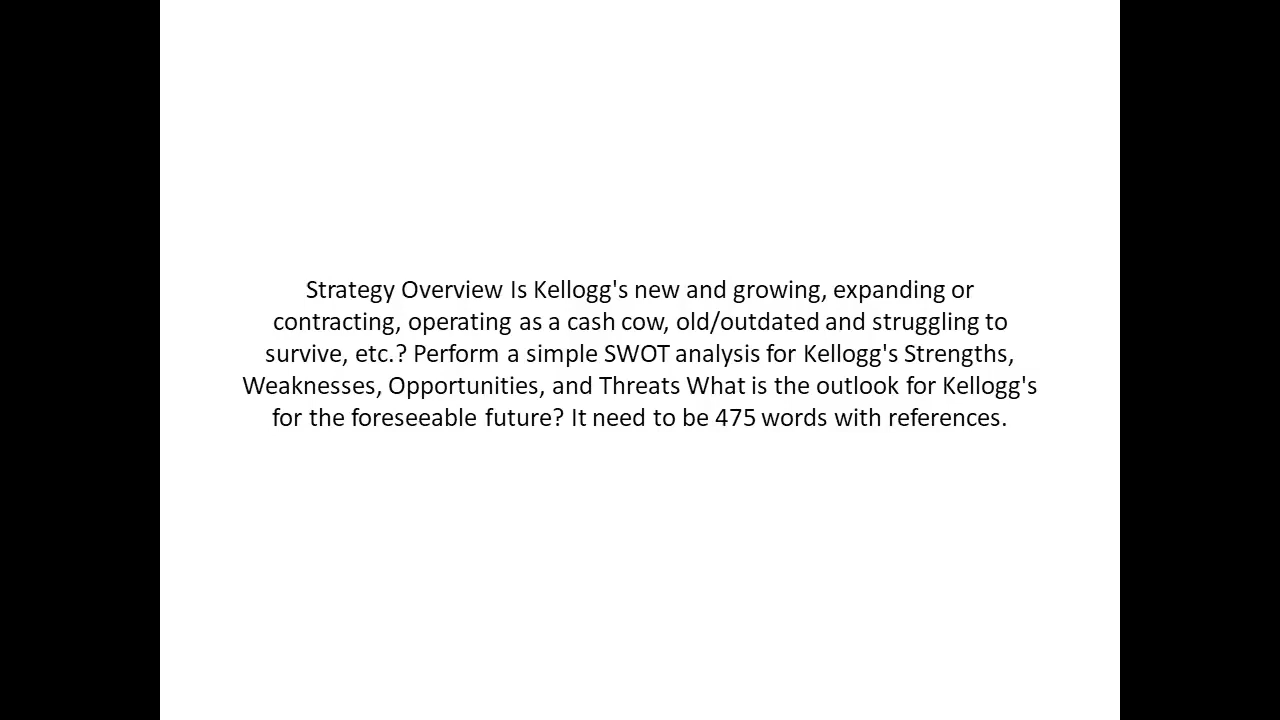 Strategy Overview Is Kellogg's new and growing, expanding or
contracting, operating as a cash cow, old/outdated and struggling to
survive, etc.? Perform a simple SWOT analysis for Kellogg's Strengths,
Weaknesses, Opportunities, and Threats What is the outlook for Kellogg's
for the foreseeable future? It need to be 475 words with references.